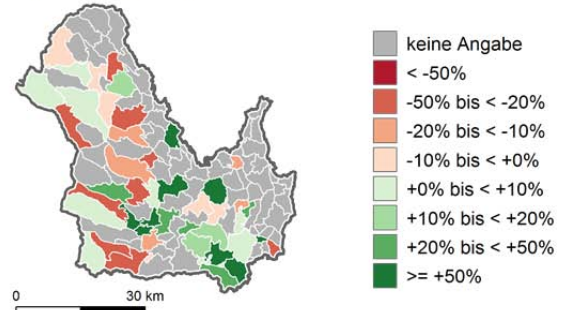 keine Angabe
< -50%
-50% bis < -20%
-20% bis < -10%
-10% bis < +0%
+0% bis < +10%
+10% bis < +20%
+20% bis < +50%
>= +50%
0 30 km